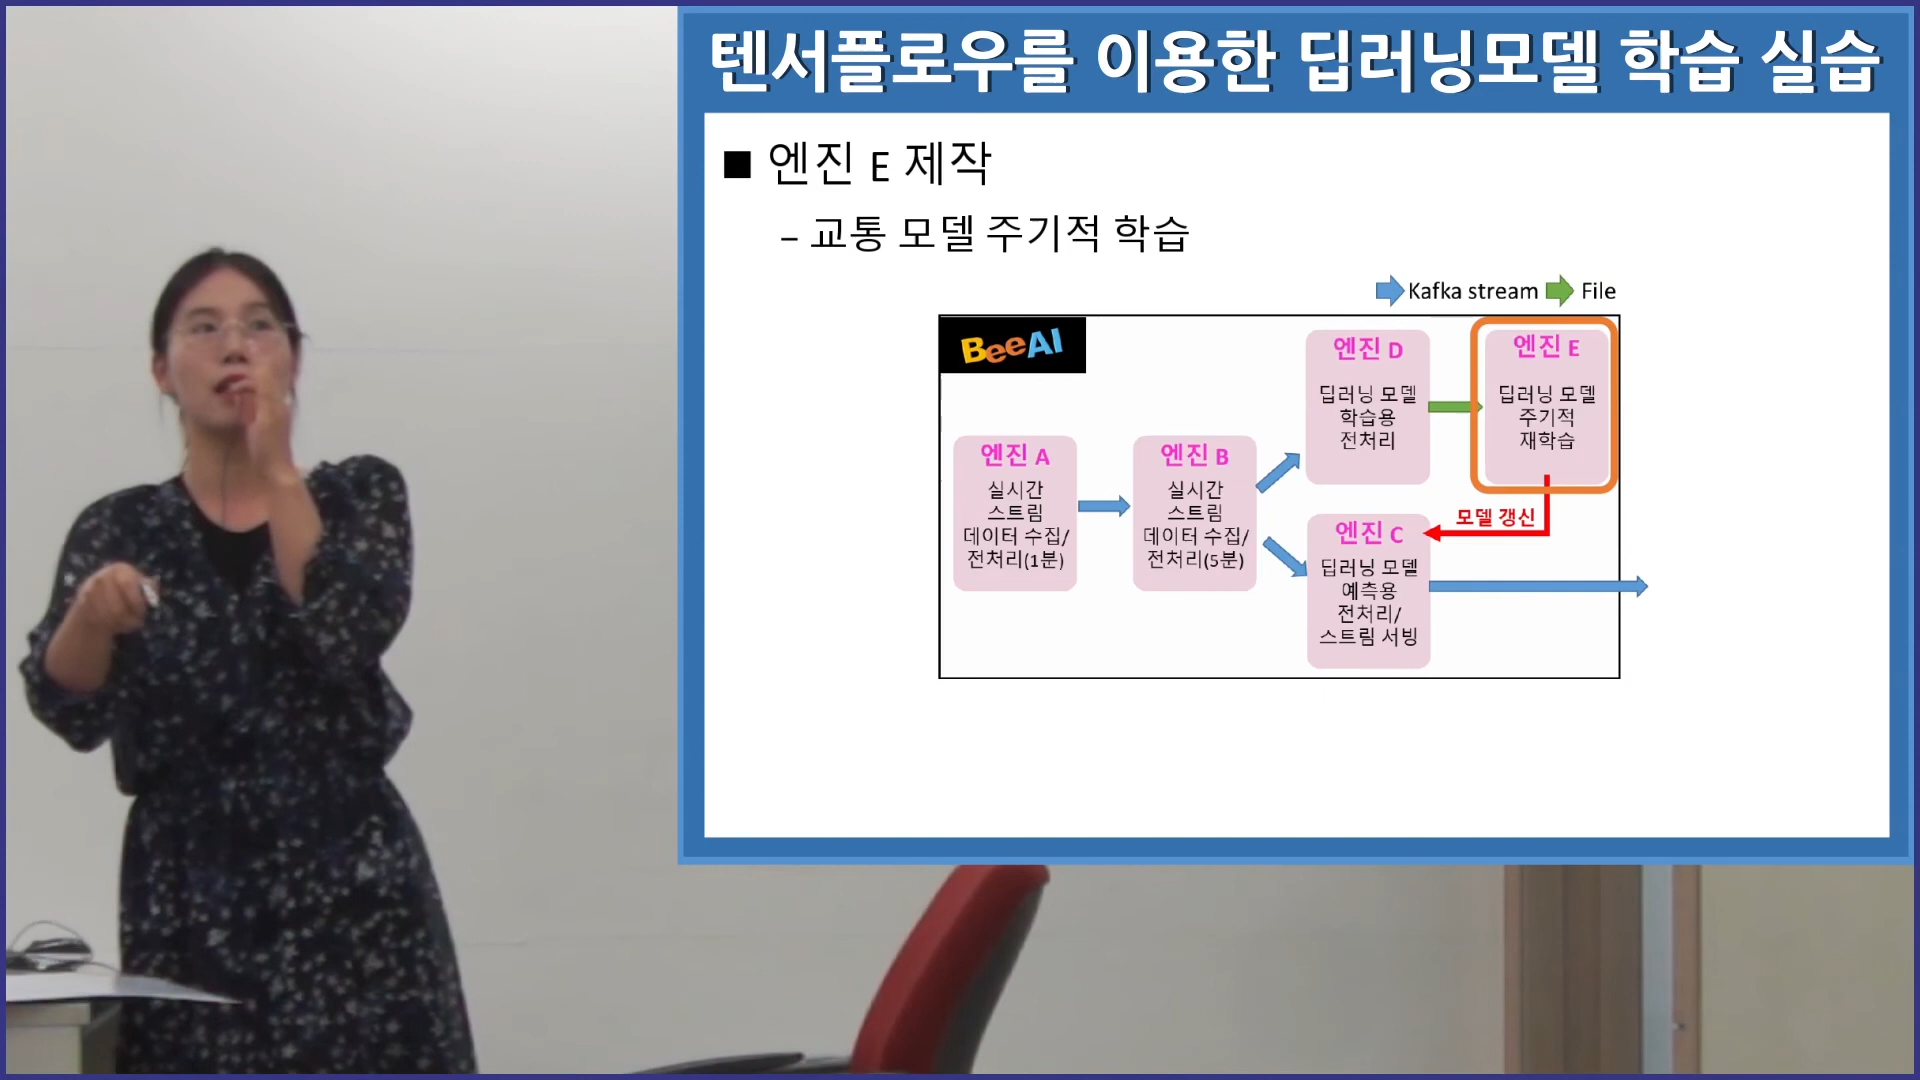 텐서플로우를 이용한 딥러닝모델 학습 실습
■ 엔진 E 제작
– 교통 모델 주기적 학습
Kafka stream File
BeeAI
엔진 D
딥러닝 모델
학습용
전처리
엔진 E
딥러닝 모델
주기적
재학습
엔진 A
실시간
스트림
데이터 수집/
전처리(1분)
엔진 B
실시간
스트림
데이터 수집/
전처리(5분)
모델 갱신
엔진 C
딥러닝 모델
예측용
전처리/
스트림 서빙